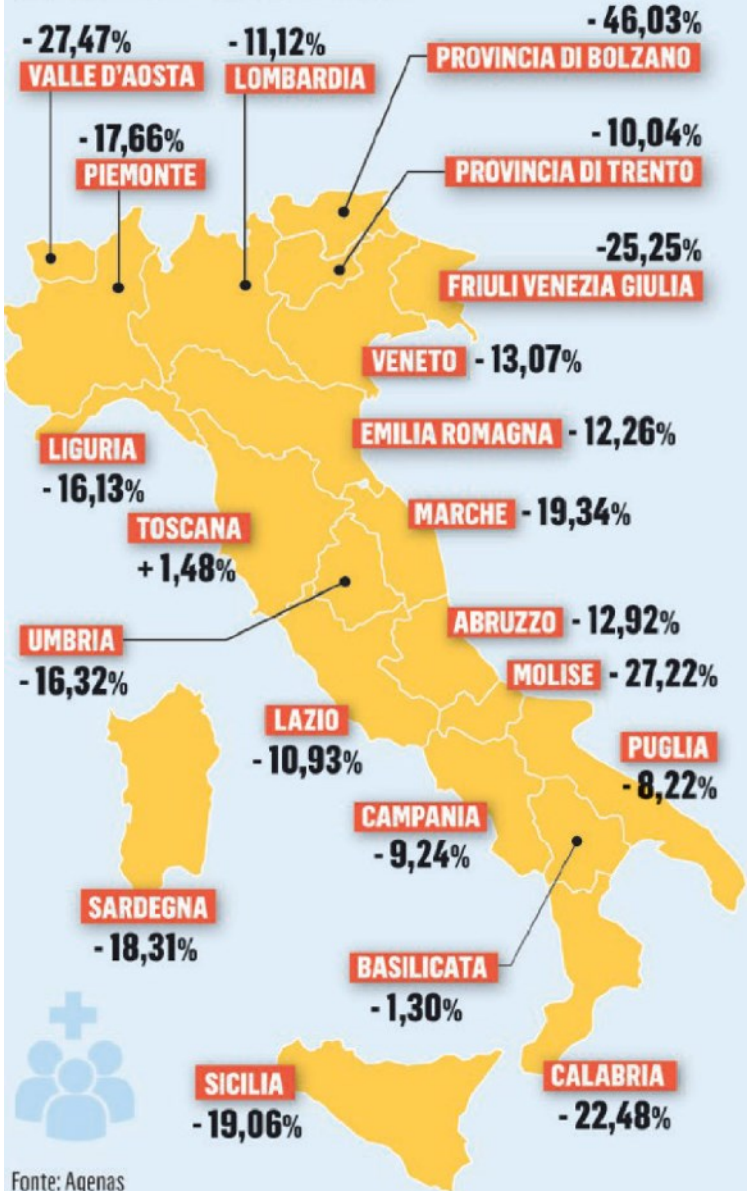 - 46,03%
PROVINCIA DI BOLZANO
- 27,47%
VALLE D'AOSTA
- 11,12%
LOMBARDIA
- 17,66%
PIEMONTE
- 10,04%
PROVINCIA DI TRENTO
-25,25%
FRIULI VENEZIA GIULIA
VENETO - 13,07%
EMILIA ROMAGNA - 12,26%
LIGURIA
- 16,13%
MARCHE - 19,34%
TOSCANA
+ 1,48%
ABRUZZO - 12,92%
UMBRIA
- 16,32%
MOLISE - 27,22%
LAZIO
- 10,93%
PUGLIA
- 8,22%
CAMPANIA
- 9,24%
SARDEGNA
- 18,31%
BASILICATA
- 1,30%
SICILIA
- 19,06%
CALABRIA
- 22,48%
Fonte: Agenas